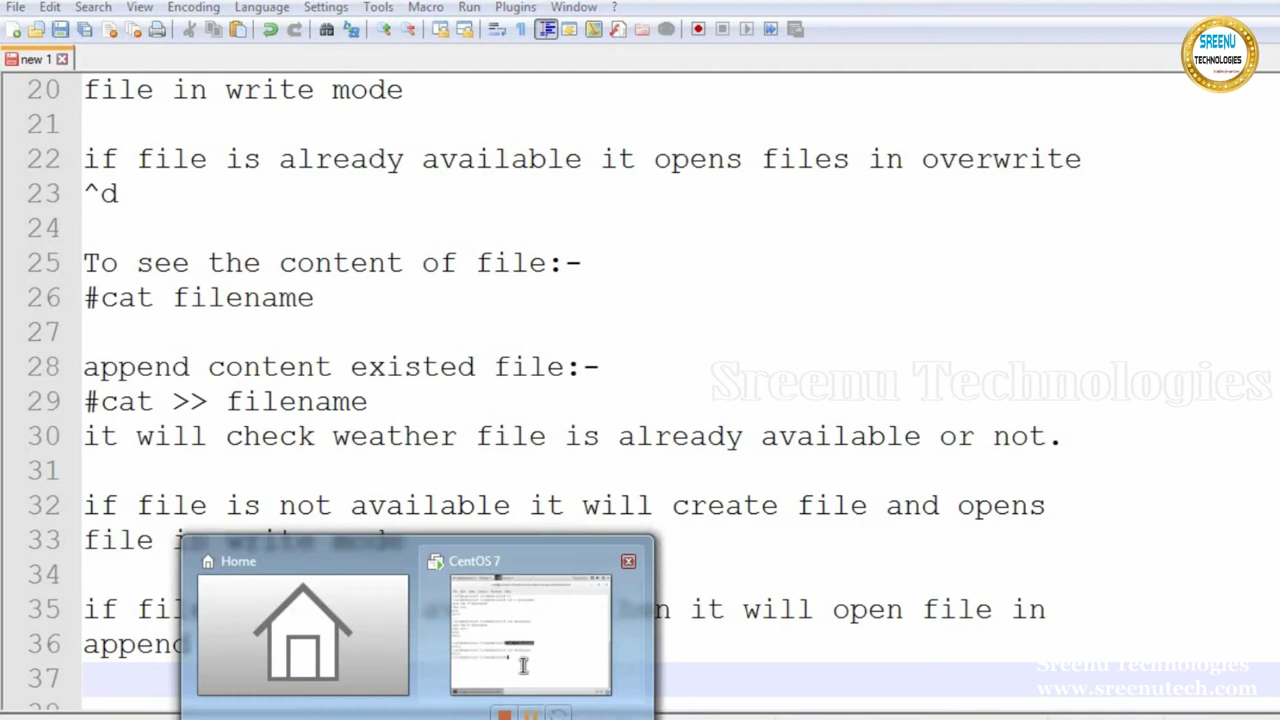 File Edit Search View Encoding Language Settings Tools Macro Run Plugins Window ?
SREENU
TECHNOLOGIES
new 1
20 file in write mode
21
22 if file is already available it opens files in overwrite
23 ^d
24
25 To see the content of file:-
26 #cat filename
27
28 append content existed file:-
Sreenu Technologies
29 #cat >> filename
30 it will check weather file is already available or not.
31
32 if file is not available it will create file and opens
33 file in write mode
Home
CentOS 7
34
35 if fil n it will open file in
36 append
Sreenu Technologies
37
www.sreenutech.com
38